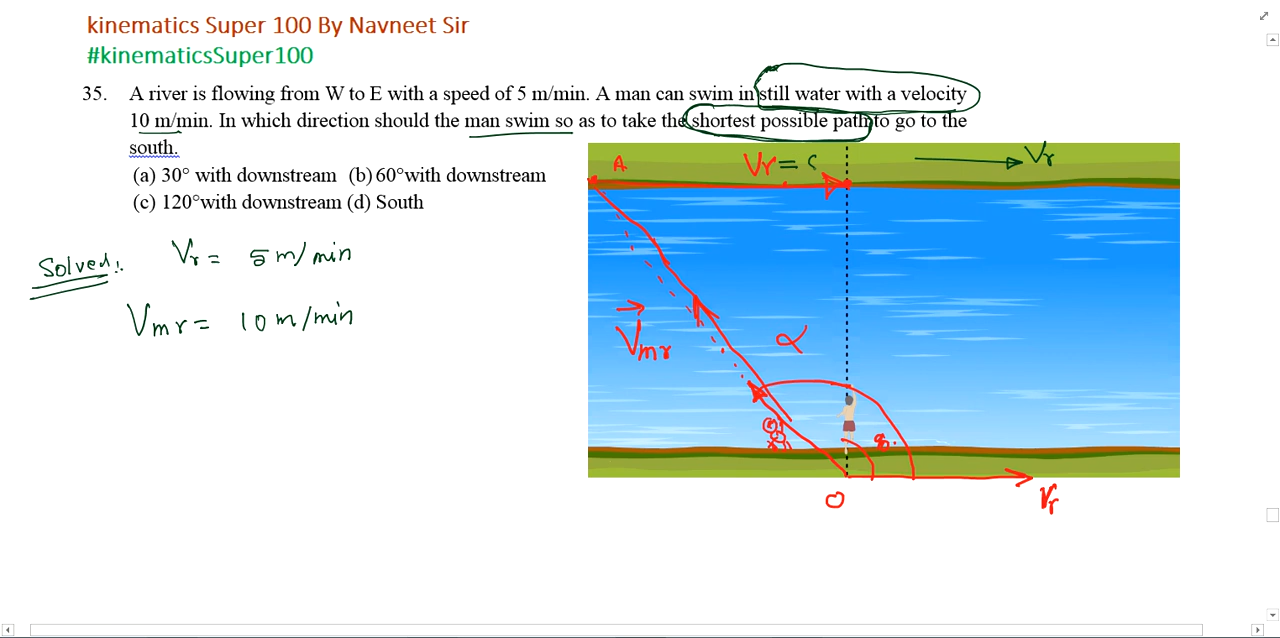 kinematics Super 100 By Navneet Sir
#kinematicsSuper100
35. A river is flowing from W to E with a speed of 5 m/min. A man can swim in still water with a velocity
10 m/min. In which direction should the man swim so as to take the shortest possible path to go to the
south.
(a) 30° with downstream (b) 60°with downstream
(c) 120°with downstream (d) South
Solved:
Vr = 5 m/min
Vmr = 10 m/min
A
Vr =
Vr
Vmr
α
O
Vr